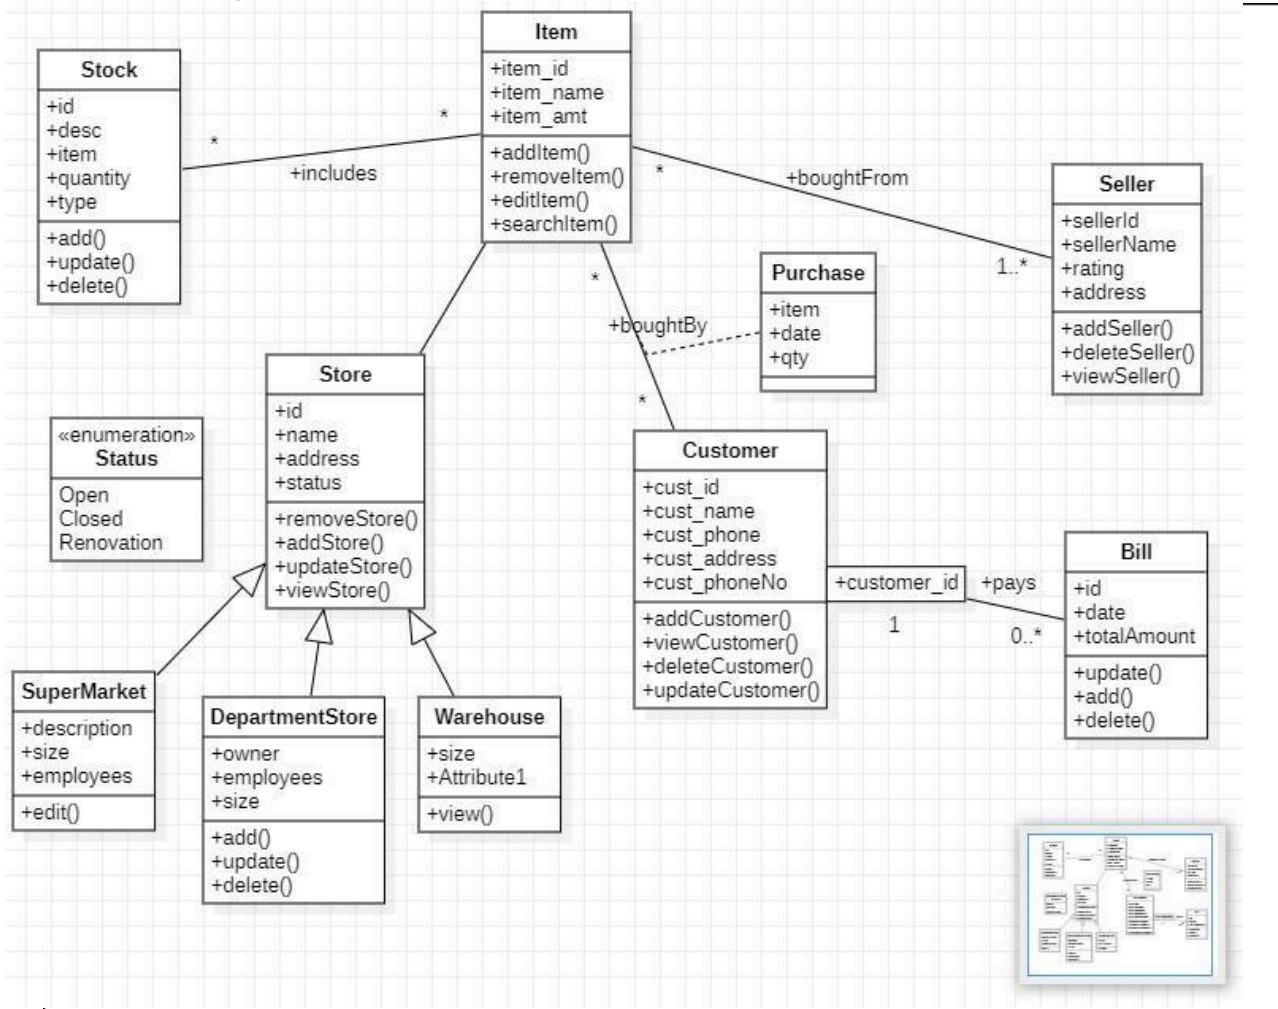 Item
+item_id
+item_name
+item_amt
+addItem()
+removeItem()
+editItem()
+searchItem()
Stock
+id
+desc
+item
+quantity
+type
+add()
+update()
+delete()
*
*
+includes
*
+boughtFrom
1..*
Seller
+sellerId
+sellerName
+rating
+address
+addSeller()
+deleteSeller()
+viewSeller()
*
+boughtBy
*
Purchase
+item
+date
+qty
Store
+id
+name
+address
+status
+removeStore()
+addStore()
+updateStore()
+viewStore()
«enumeration»
Status
Open
Closed
Renovation
Customer
+cust_id
+cust_name
+cust_phone
+cust_address
+cust_phoneNo
+addCustomer()
+viewCustomer()
+deleteCustomer()
+updateCustomer()
+customer_id
1
+pays
0..*
Bill
+id
+date
+totalAmount
+update()
+add()
+delete()
SuperMarket
+description
+size
+employees
+edit()
DepartmentStore
+owner
+employees
+size
+add()
+update()
+delete()
Warehouse
+size
+Attribute1
+view()